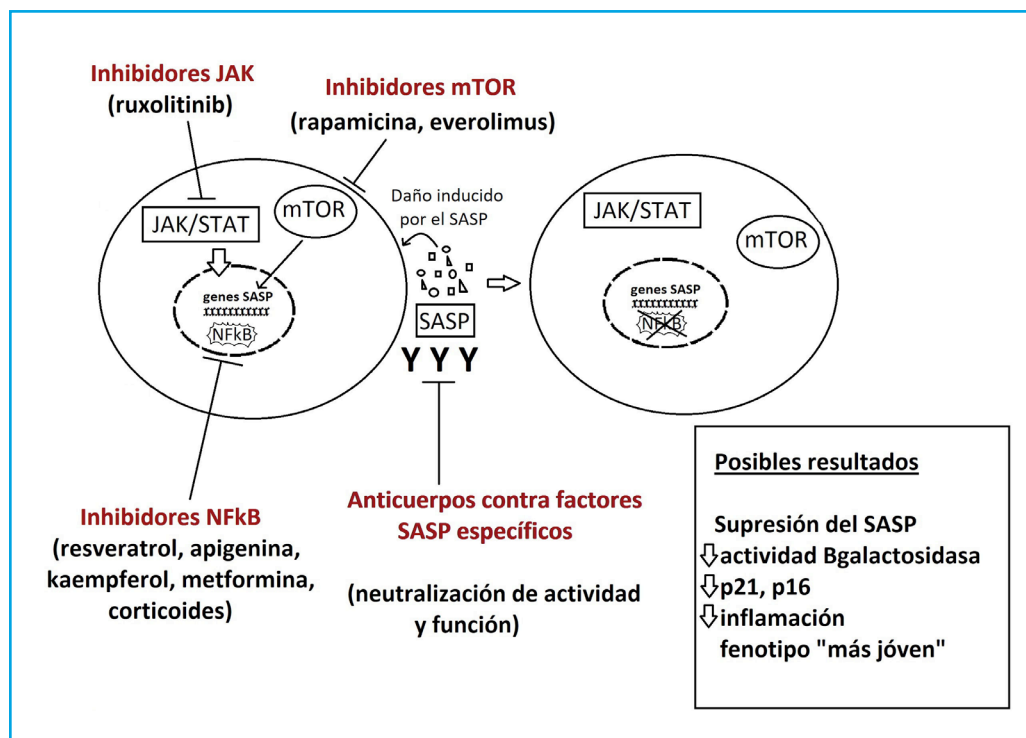 Inhibidores JAK
(ruxolitinib)
Inhibidores mTOR
(rapamicina, everolimus)
JAK/STAT
mTOR
genes SASP
NFkB
Daño inducido
por el SASP
SASP
Y Y Y
JAK/STAT
mTOR
genes SASP
NFkB
Inhibidores NFkB
(resveratrol, apigenina,
kaempferol, metformina,
corticoides)
Anticuerpos contra factores
SASP específicos
(neutralización de actividad
y función)
Posibles resultados
Supresión del SASP
actividad Bgalactosidasa
p21, p16
inflamación
fenotipo "más jóven"